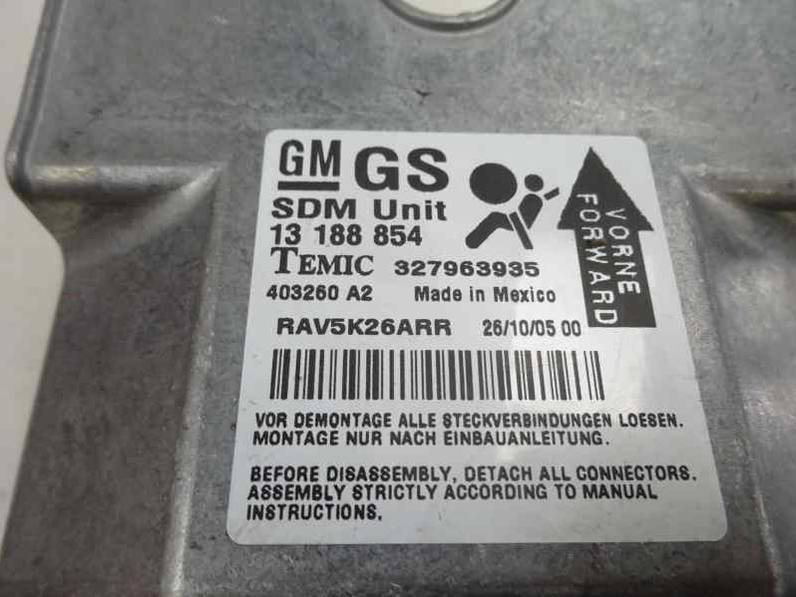 GM GS
SDM Unit
13 188 854
TEMIC 327963935
403260 A2 Made in Mexico
RAV5K26ARR 26/10/05 00
VORNE
FORWARD
VOR DEMONTAGE ALLE STECKVERBINDUNGEN LOESEN.
MONTAGE NUR NACH EINBAUANLEITUNG.
BEFORE DISASSEMBLY, DETACH ALL CONNECTORS.
ASSEMBLY STRICTLY ACCORDING TO MANUAL
INSTRUCTIONS.